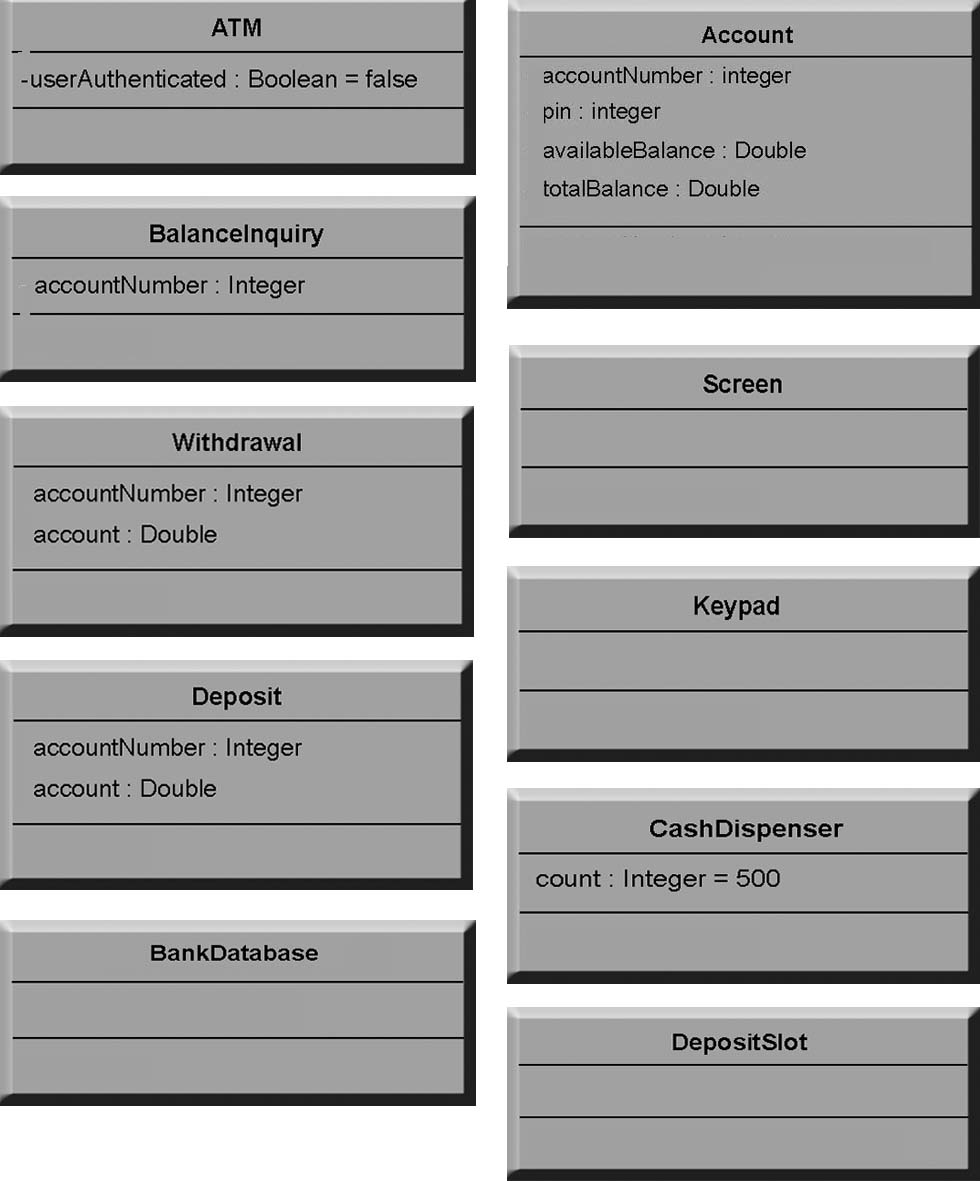 ATM
-userAuthenticated : Boolean = false
BalanceInquiry
accountNumber : Integer
Withdrawal
accountNumber : Integer
account : Double
Deposit
accountNumber : Integer
account : Double
BankDatabase
Account
accountNumber : integer
pin : integer
availableBalance : Double
totalBalance : Double
Screen
Keypad
CashDispenser
count : Integer = 500
DepositSlot